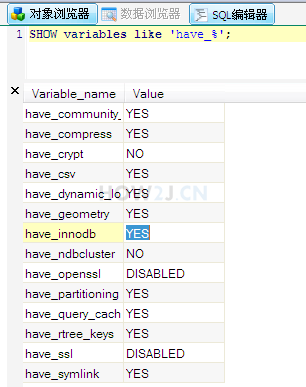 对象浏览器 数据浏览器 SQL编辑器
1 SHOW variables like 'have_%';
Variable_name Value
have_community_ YES
have_compress YES
have_crypt NO
have_csv YES
have_dynamic_lo YES
have_geometry YES
have_innodb YES
have_ndbcluster NO
have_openssl DISABLED
have_partitioning YES
have_query_cach YES
have_rtree_keys YES
have_ssl DISABLED
have_symlink YES
HOW2J.CN